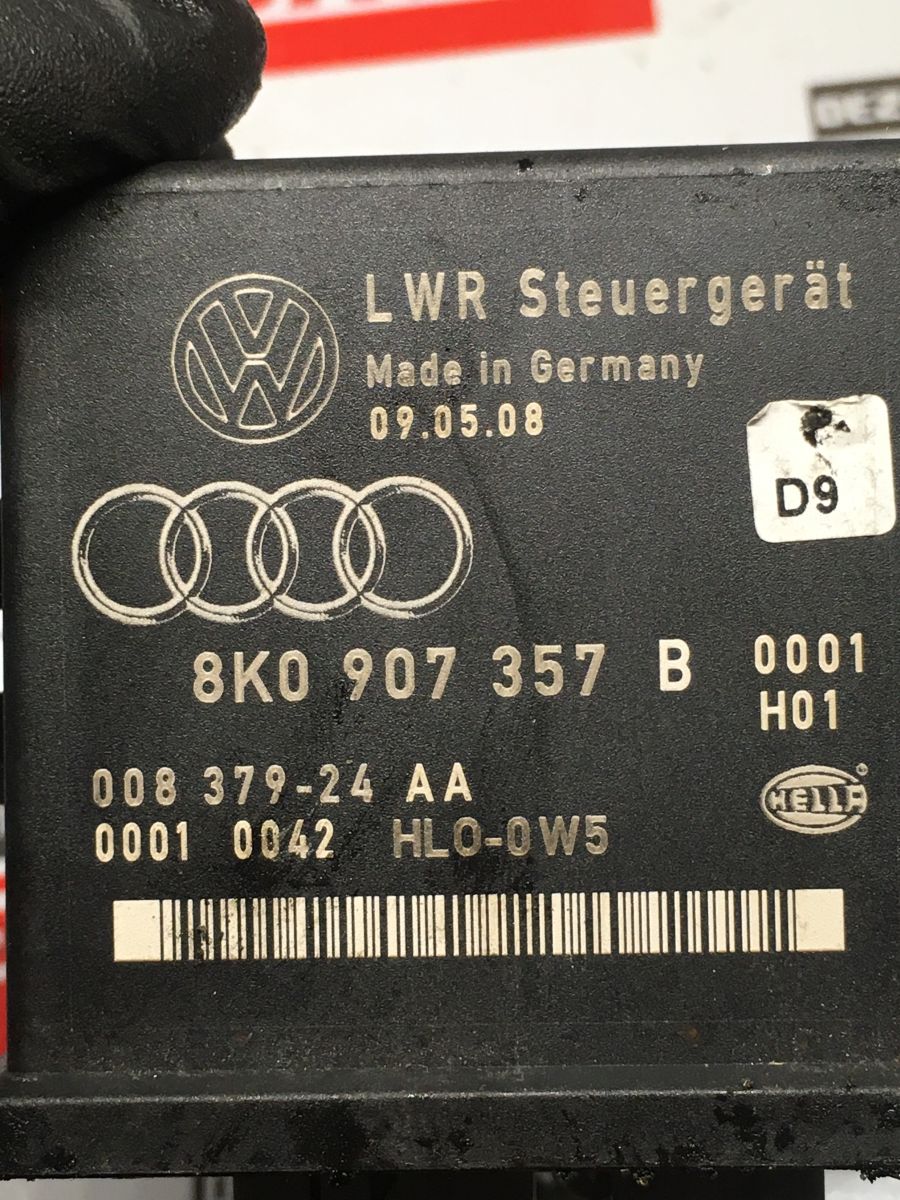 LWR Steuergerät
Made in Germany
09.05.08
D9
8K0 907 357 B 0001
H01
008 379-24 AA
HELLA
0001 0042 HLO-0W5